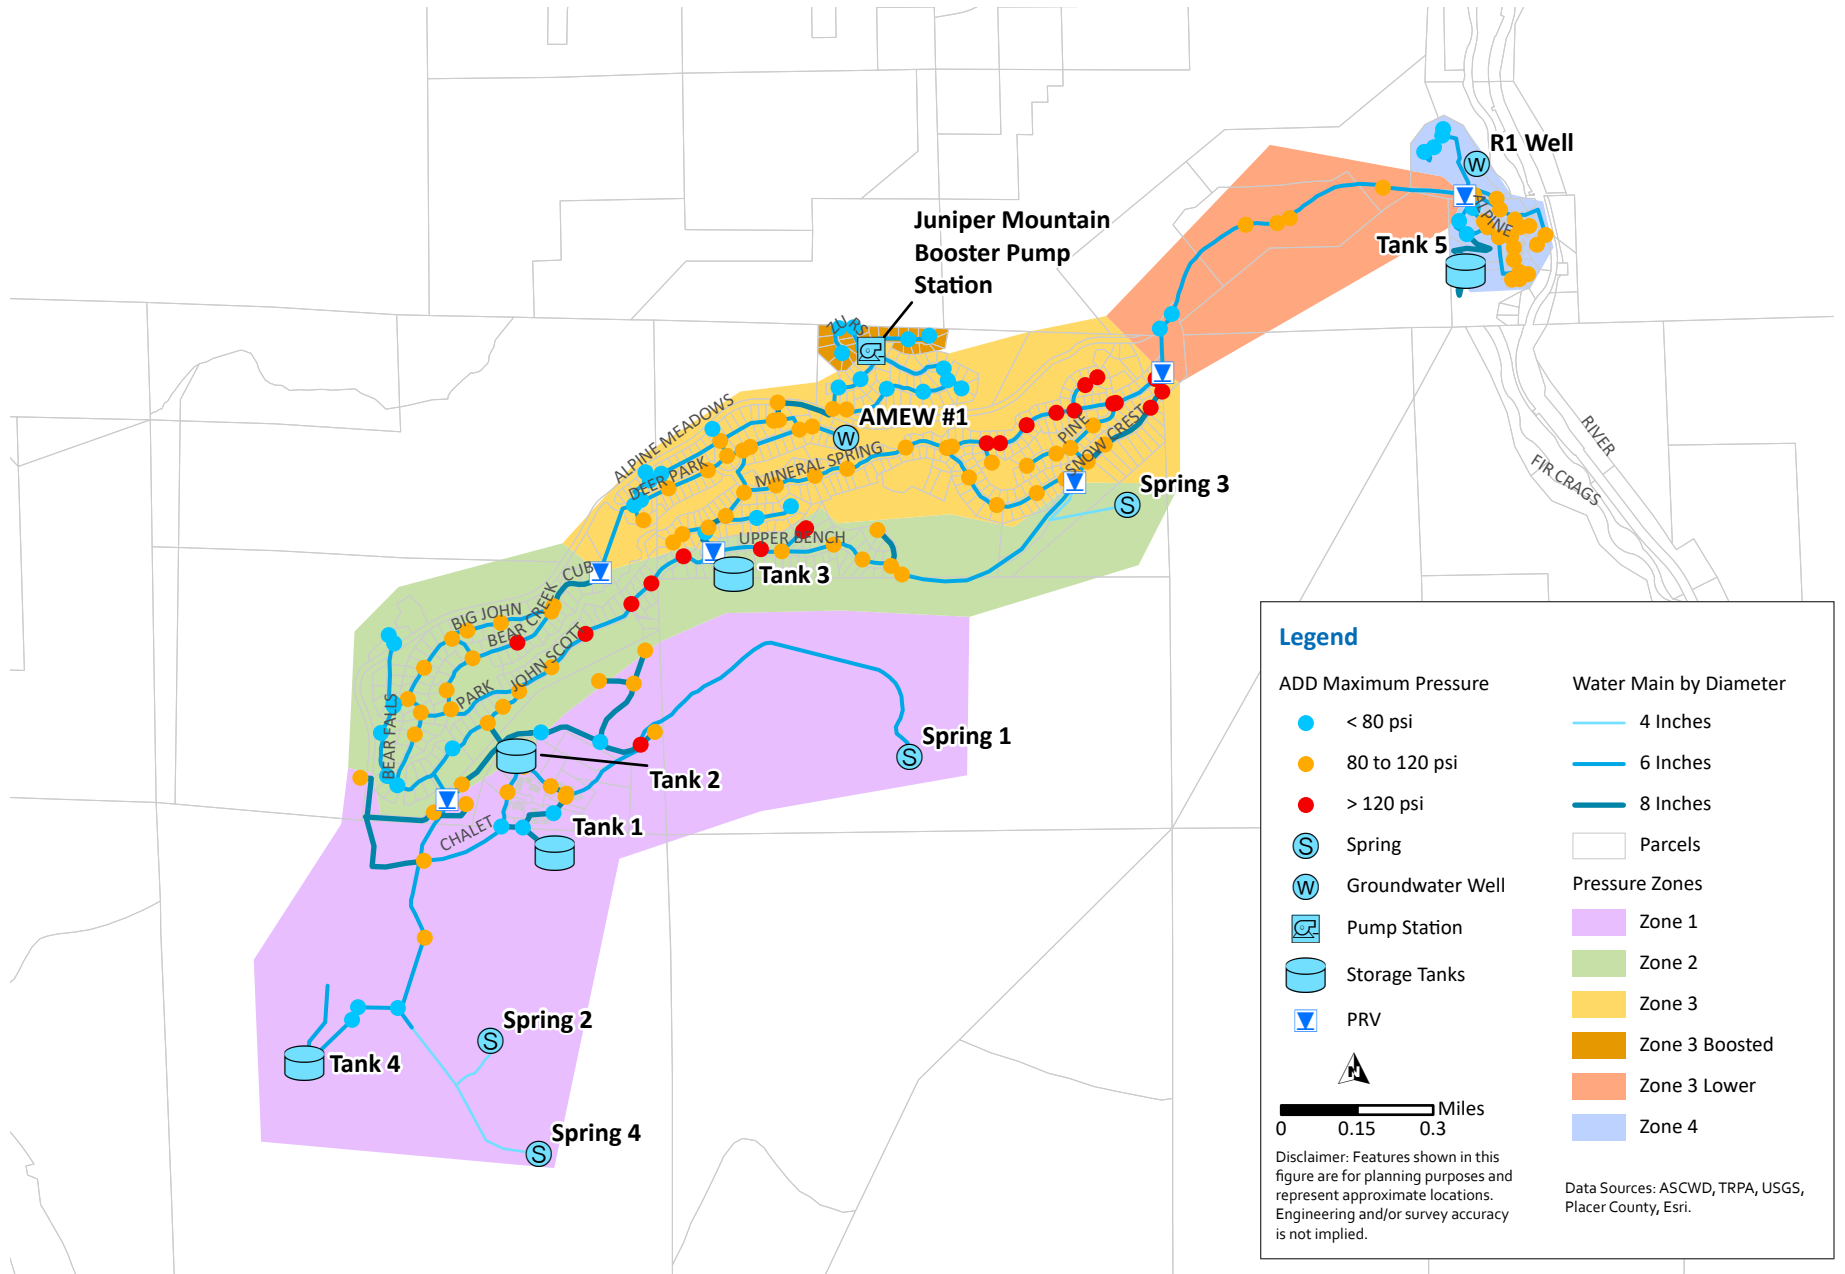 R1 Well
W
ALPINE
Tank 5
Juniper Mountain
Booster Pump
Station
ZURS
AMEW #1
W
ALPINE MEADOWS
DEER PARK
MINERAL SPRING
PINE
SNOW CREST
Spring 3
S
RIVER
FIR CRAGS
UPPER BENCH
Tank 3
CUB
BEAR CREEK
BIG JOHN
JOHN SCOTT
PARK
BEAR FALLS
Spring 1
S
Tank 2
CHALET
Tank 1
Spring 2
S
Tank 4
Spring 4
S
Legend
ADD Maximum Pressure
< 80 psi
80 to 120 psi
> 120 psi
S Spring
W Groundwater Well
Pump Station
Storage Tanks
PRV
N
Miles
0 0.15 0.3
Disclaimer: Features shown in this
figure are for planning purposes and
represent approximate locations.
Engineering and/or survey accuracy
is not implied.
Water Main by Diameter
4 Inches
6 Inches
8 Inches
Parcels
Pressure Zones
Zone 1
Zone 2
Zone 3
Zone 3 Boosted
Zone 3 Lower
Zone 4
Data Sources: ASCWD, TRPA, USGS,
Placer County, Esri.